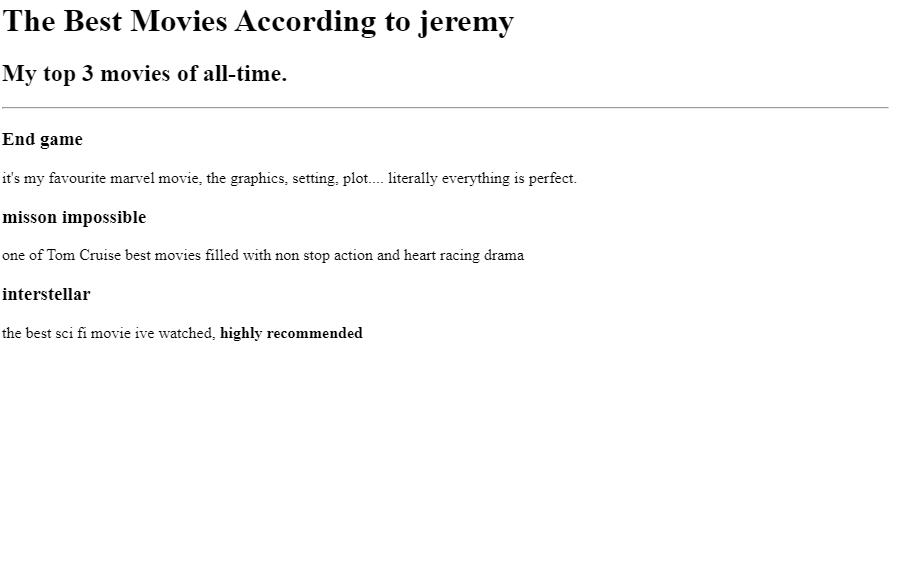 The Best Movies According to jeremy
My top 3 movies of all-time.
End game
it's my favourite marvel movie, the graphics, setting, plot.... literally everything is perfect.
misson impossible
one of Tom Cruise best movies filled with non stop action and heart racing drama
interstellar
the best sci fi movie ive watched, highly recommended